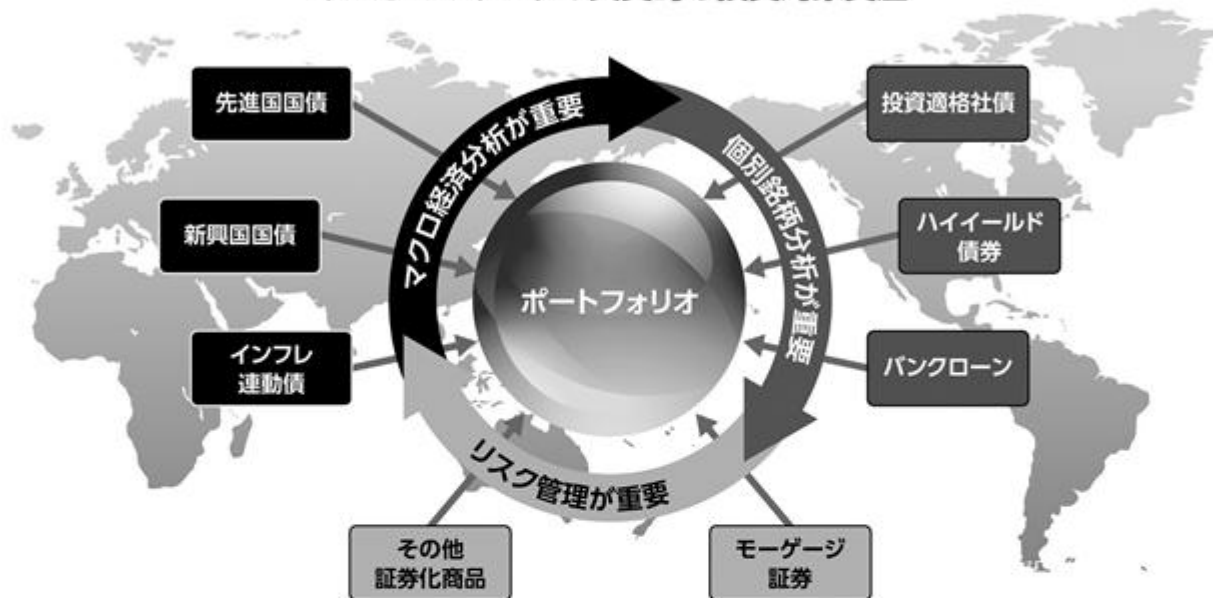 先進国国債
投資適格社債
マクロ経済分析が重要
個別銘柄分析が重要
新興国国債
ハイイールド
債券
ポートフォリオ
インフレ
連動債
バンクローン
リスク管理が重要
その他
証券化商品
モーゲージ
証券